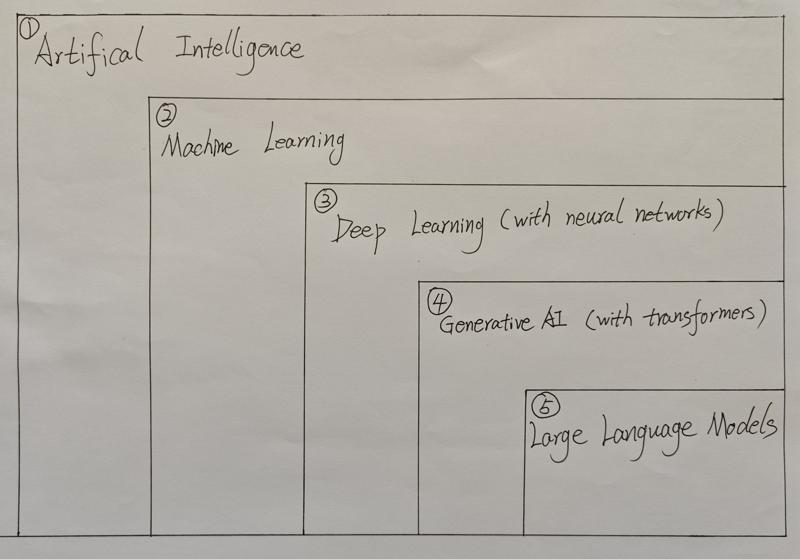 ① Artifical Intelligence
② Machine Learning
③ Deep Learning (with neural networks)
④ Generative AI (with transformers)
⑤ Large Language Models